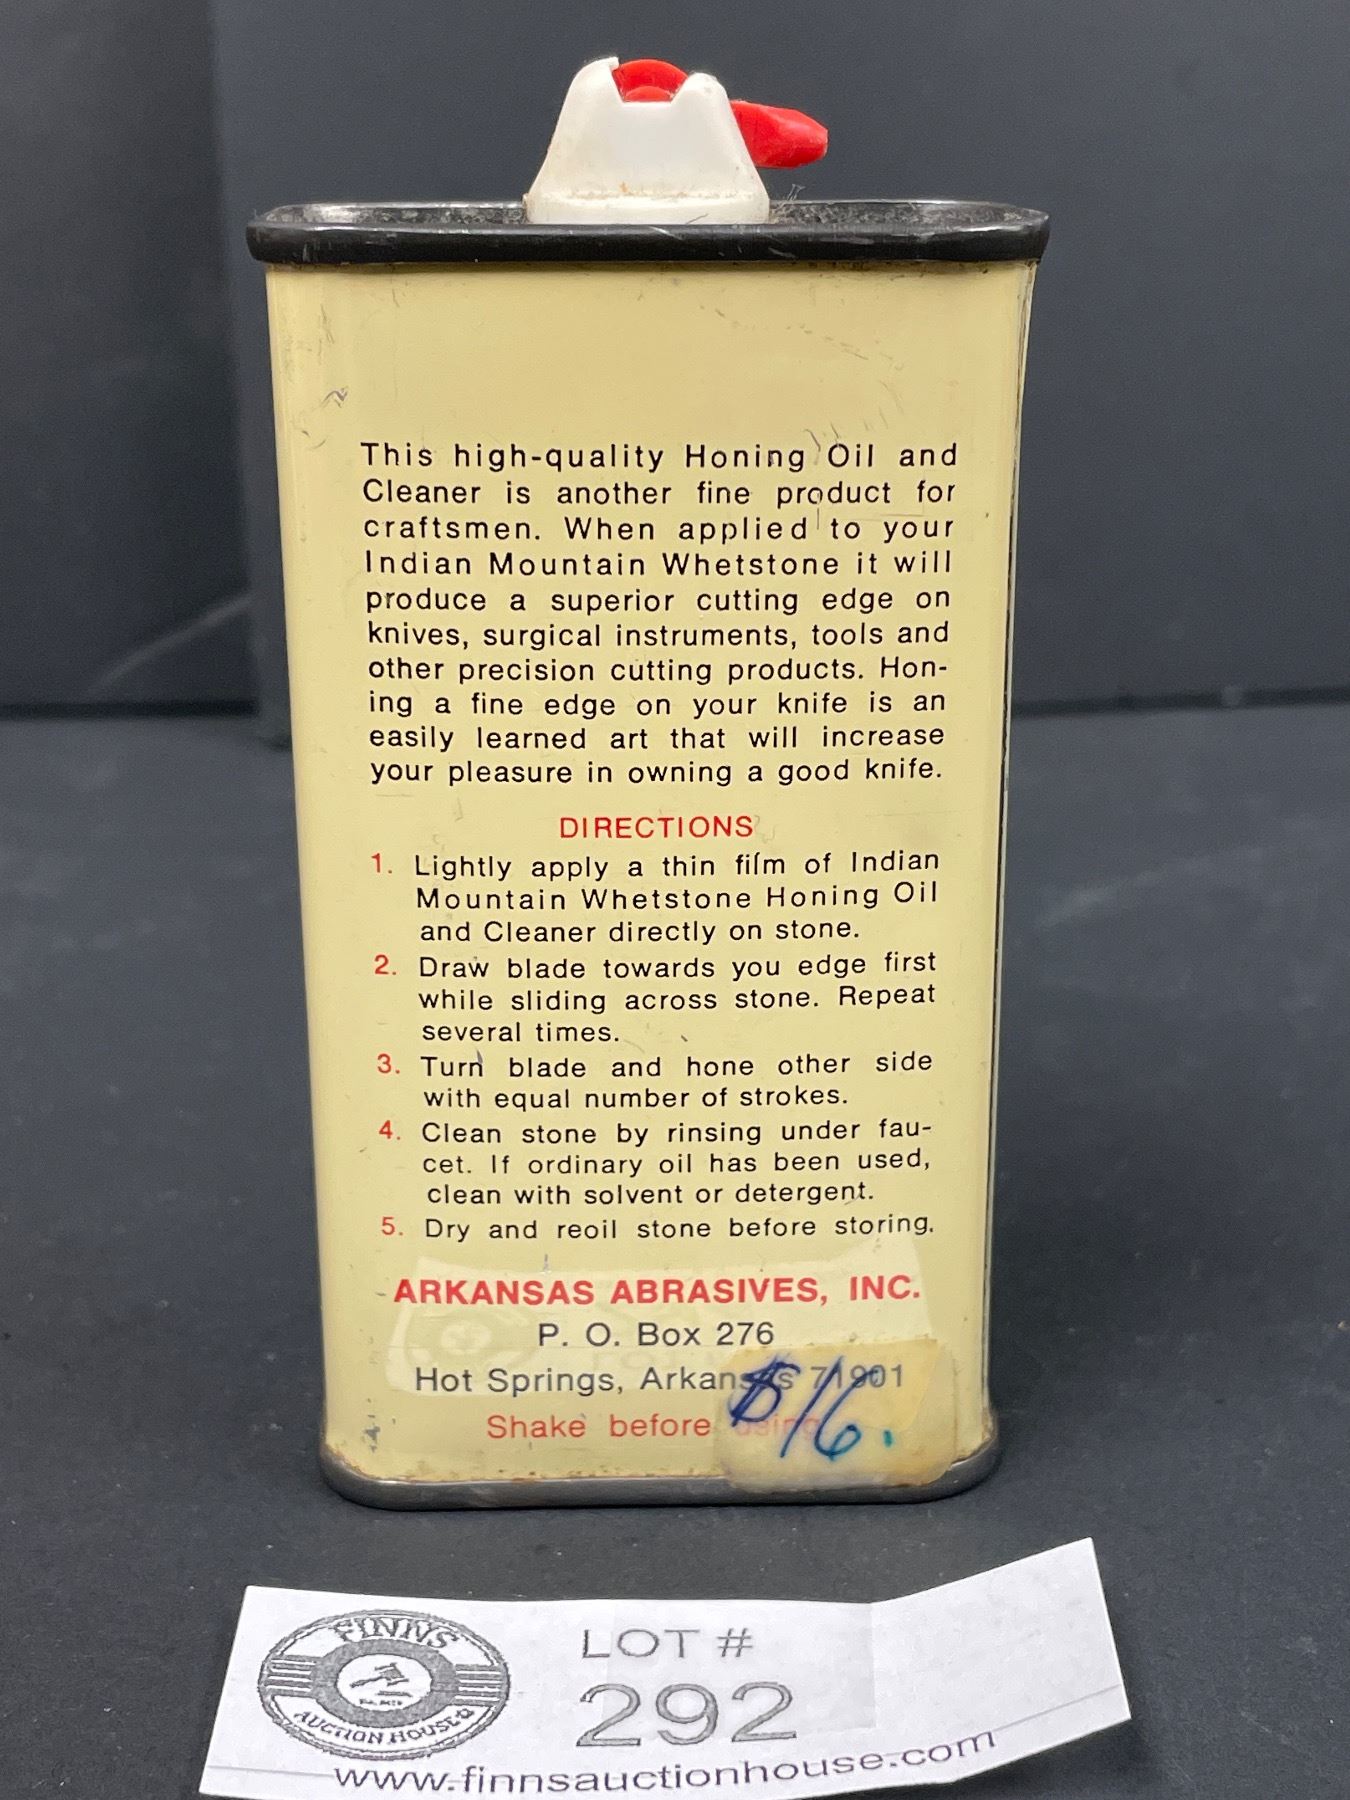 This high-quality Honing Oil and
Cleaner is another fine product for
craftsmen. When applied to your
Indian Mountain Whetstone it will
produce a superior cutting edge on
knives, surgical instruments, tools and
other precision cutting products. Hon-
ing a fine edge on your knife is an
easily learned art that will increase
your pleasure in owning a good knife.
DIRECTIONS
1. Lightly apply a thin film of Indian
Mountain Whetstone Honing Oil
and Cleaner directly on stone.
2. Draw blade towards you edge first
while sliding across stone. Repeat
several times.
3. Turn blade and hone other side
with equal number of strokes.
4. Clean stone by rinsing under fau-
cet. If ordinary oil has been used,
clean with solvent or detergent.
5. Dry and reoil stone before storing.
ARKANSAS ABRASIVES, INC.
P. O. Box 276
Hot Springs, Arkansas 71901
Shake before using
$16.
FINNS
AUCTION HOUSE
LOT #
292
www.finnsauctionhouse.com